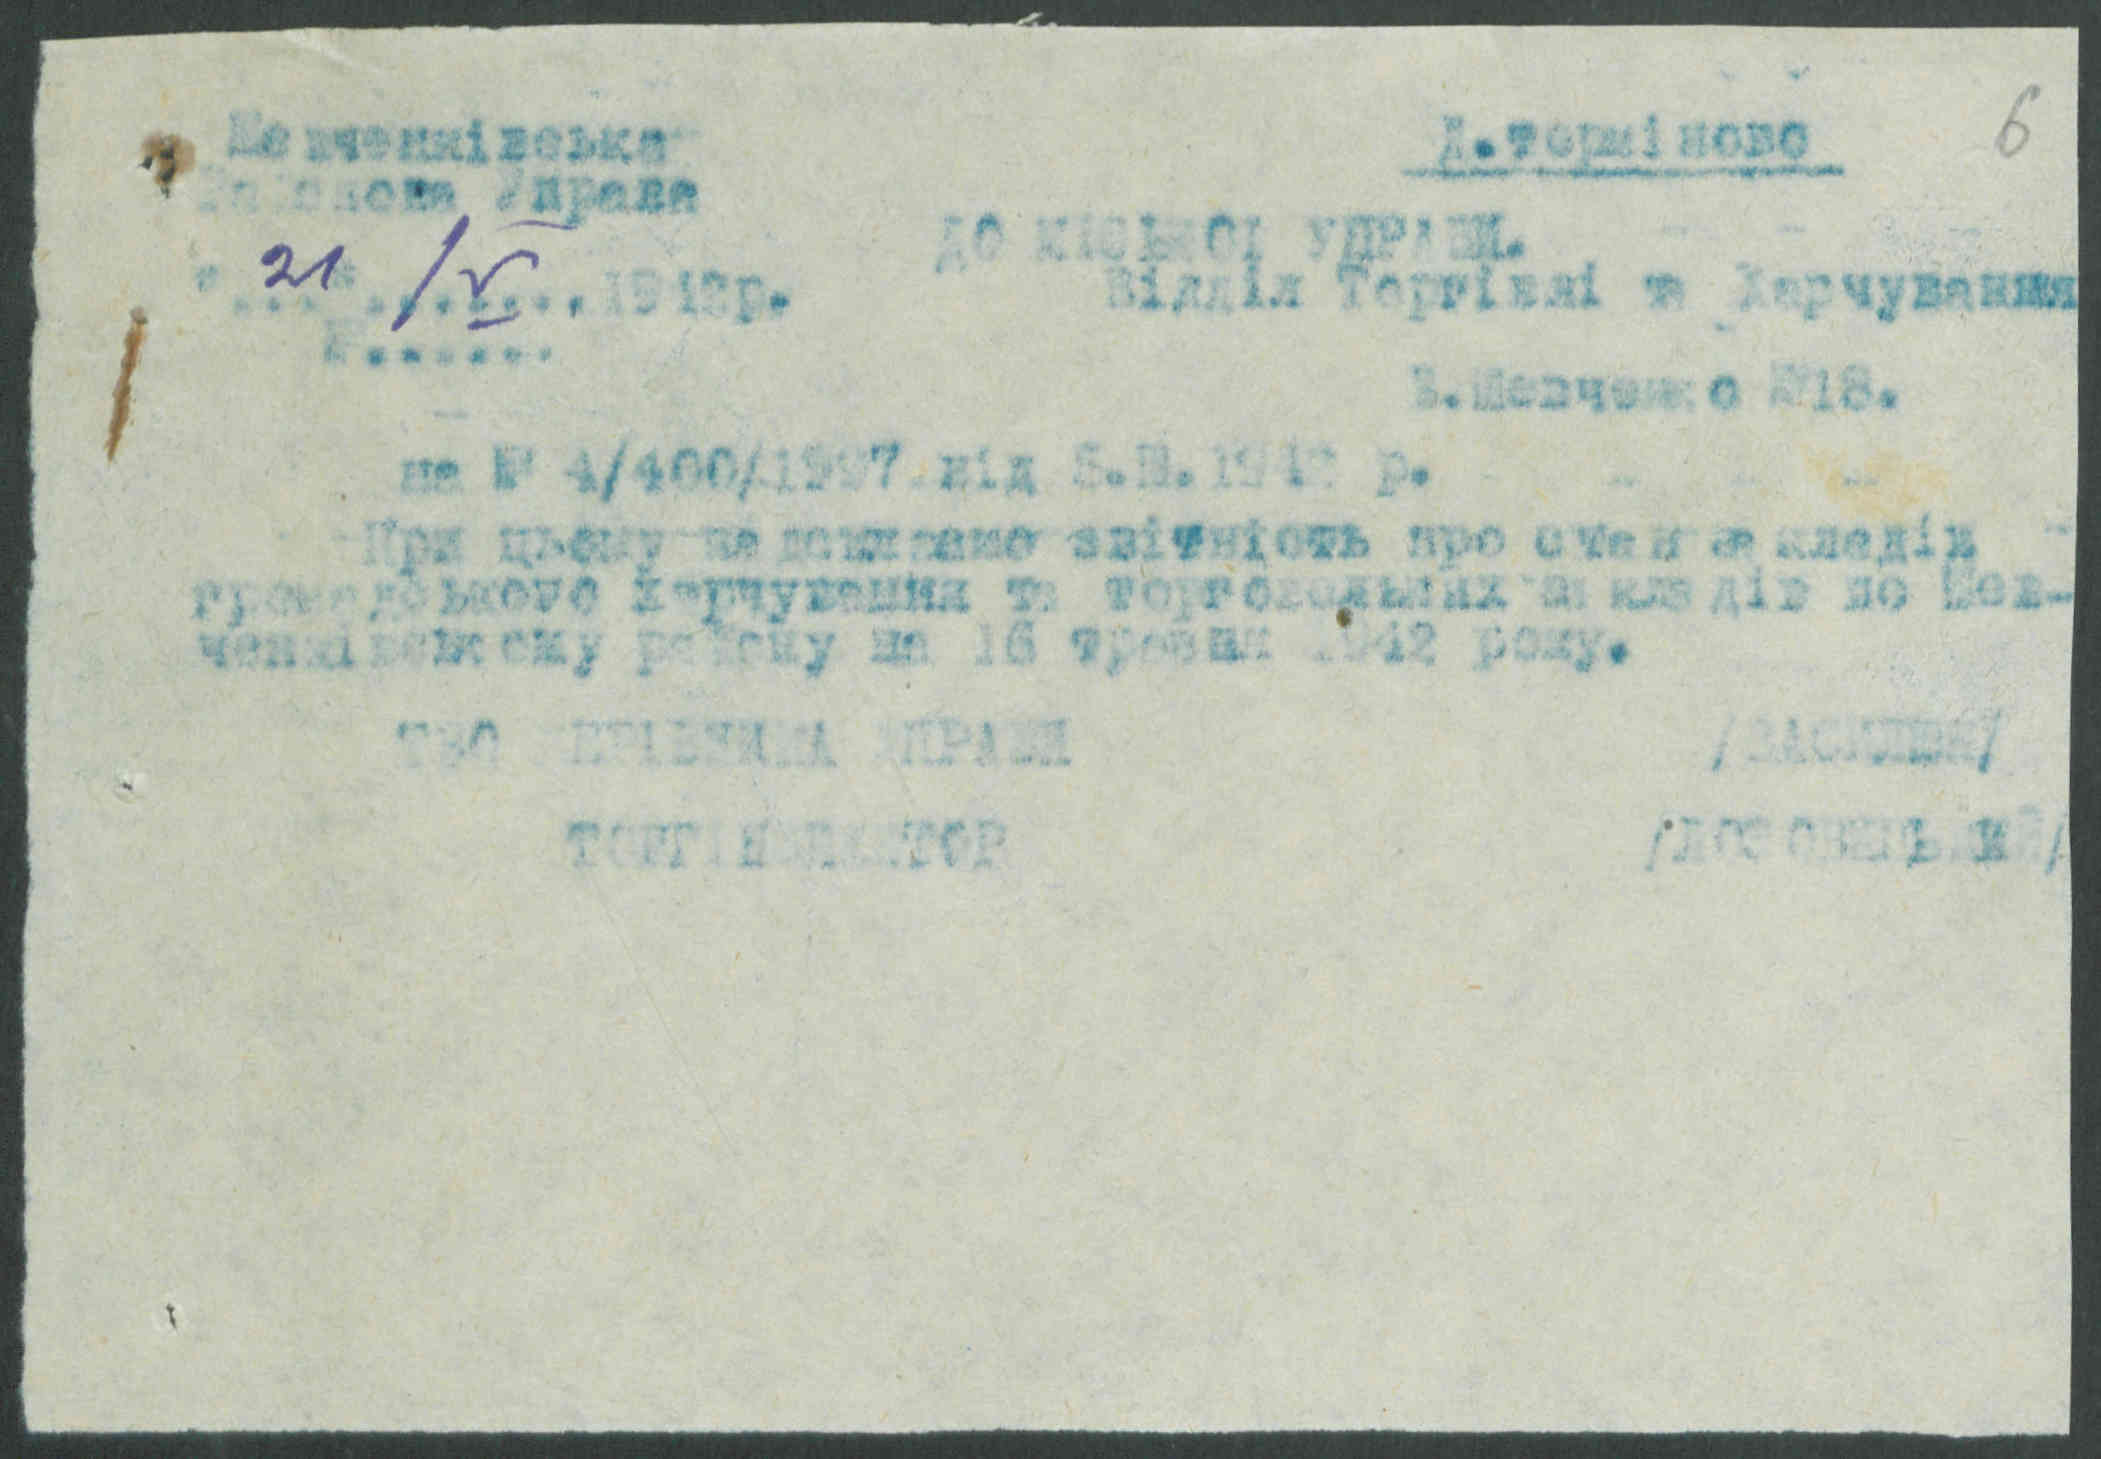 Шевченківська
Районова Управа
21/V
"...."........1942р.
№.......
Д.терміново
6
ДО МІСЬКОЇ УПРАВИ.
Відділ Торгівлі та Харчування
Б.Шевченко №18.
на № 4/400/1997 від 5.Ш.1942 р.
При цьому надсилаємо звітність про стан закладів
громадського харчування та торговельних закладів по Шев-
ченківському району на 16 травня 1942 року.
ТВО КЕРІВНИКА УПРАВИ
ТОРГІНСПЕКТОР